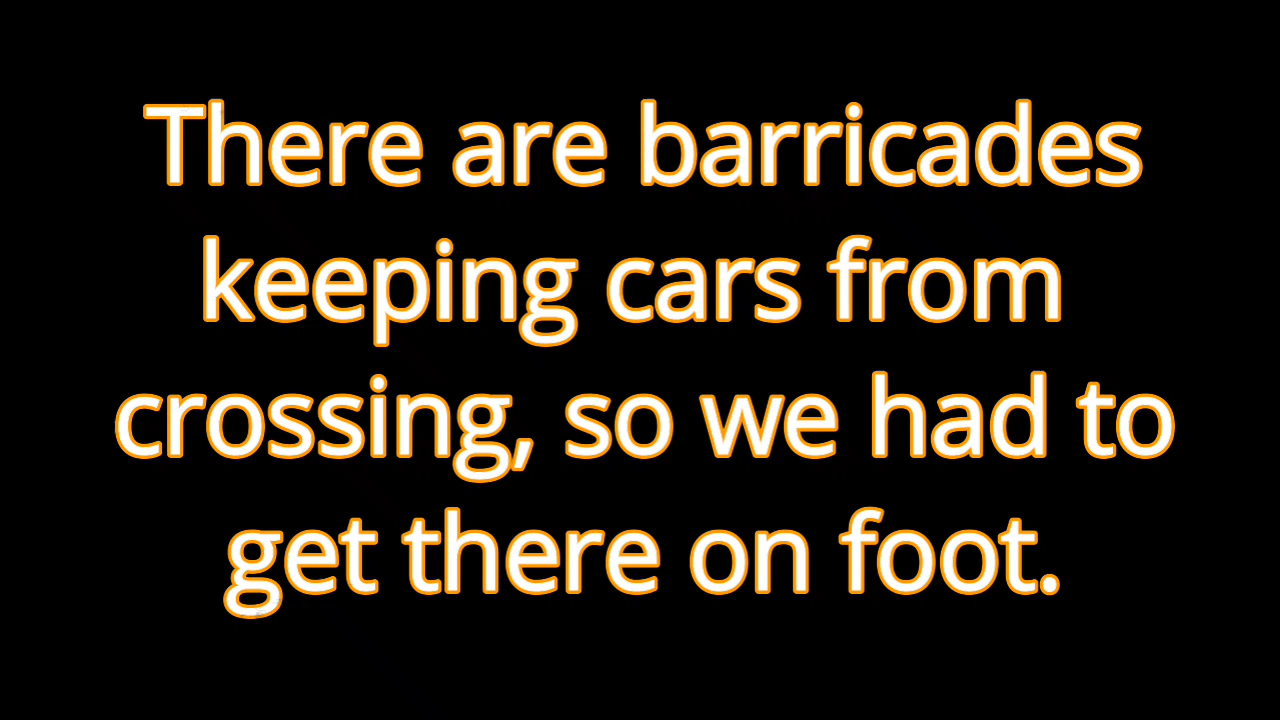 There are barricades
keeping cars from
crossing, so we had to
get there on foot.